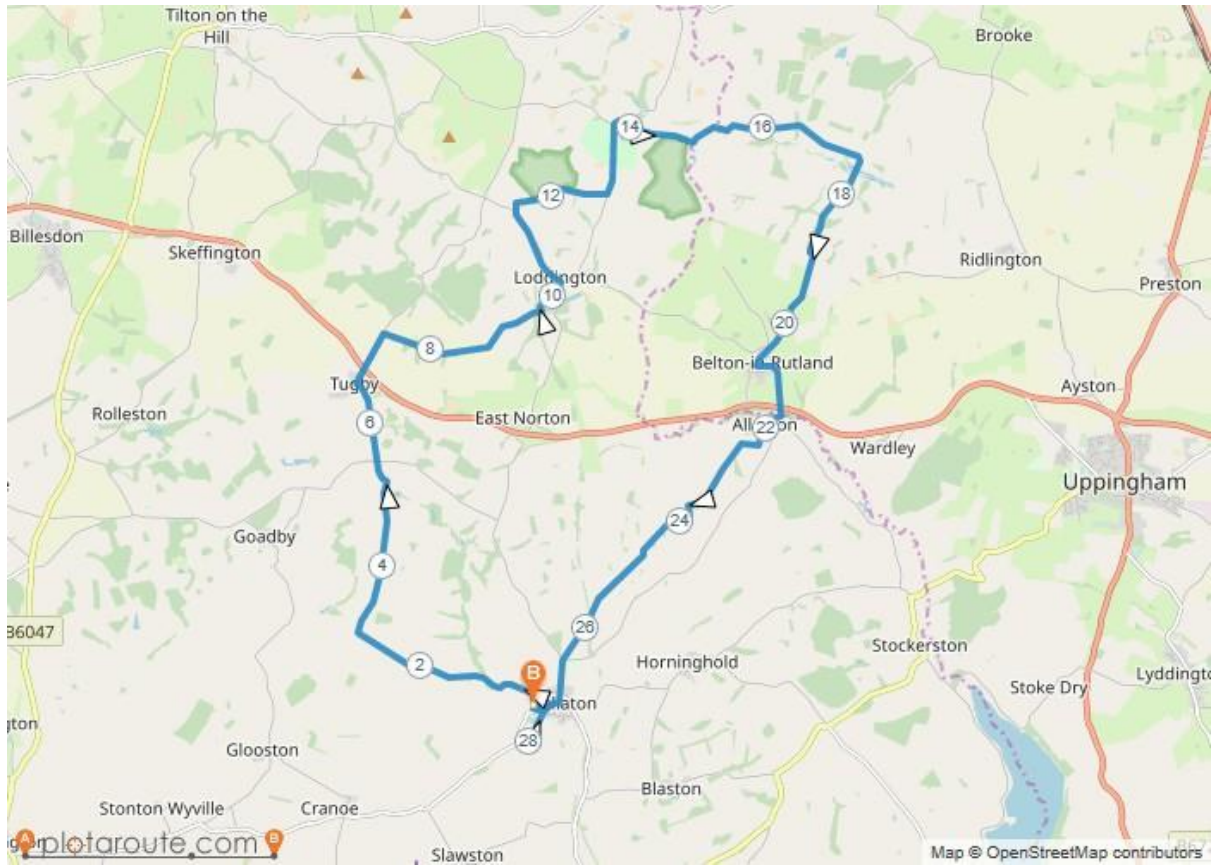 Tilton on the
Hill
Brooke
14
16
12
18
Billesdon
Skeffington
Ridlington
Loddington
Preston
10
20
8
Belton-in-Rutland
Tugby
Ayston
Rolleston
6
East Norton
22
Wardley
Uppingham
24
Goadby
4
B6047
26
Stockerston
2
Horninghold
B
Stoke Dry
28
Glooston
Blaston
Stonton Wyville
Cranoe
A plotaroute.com B
Slawston
Map © OpenStreetMap contributors